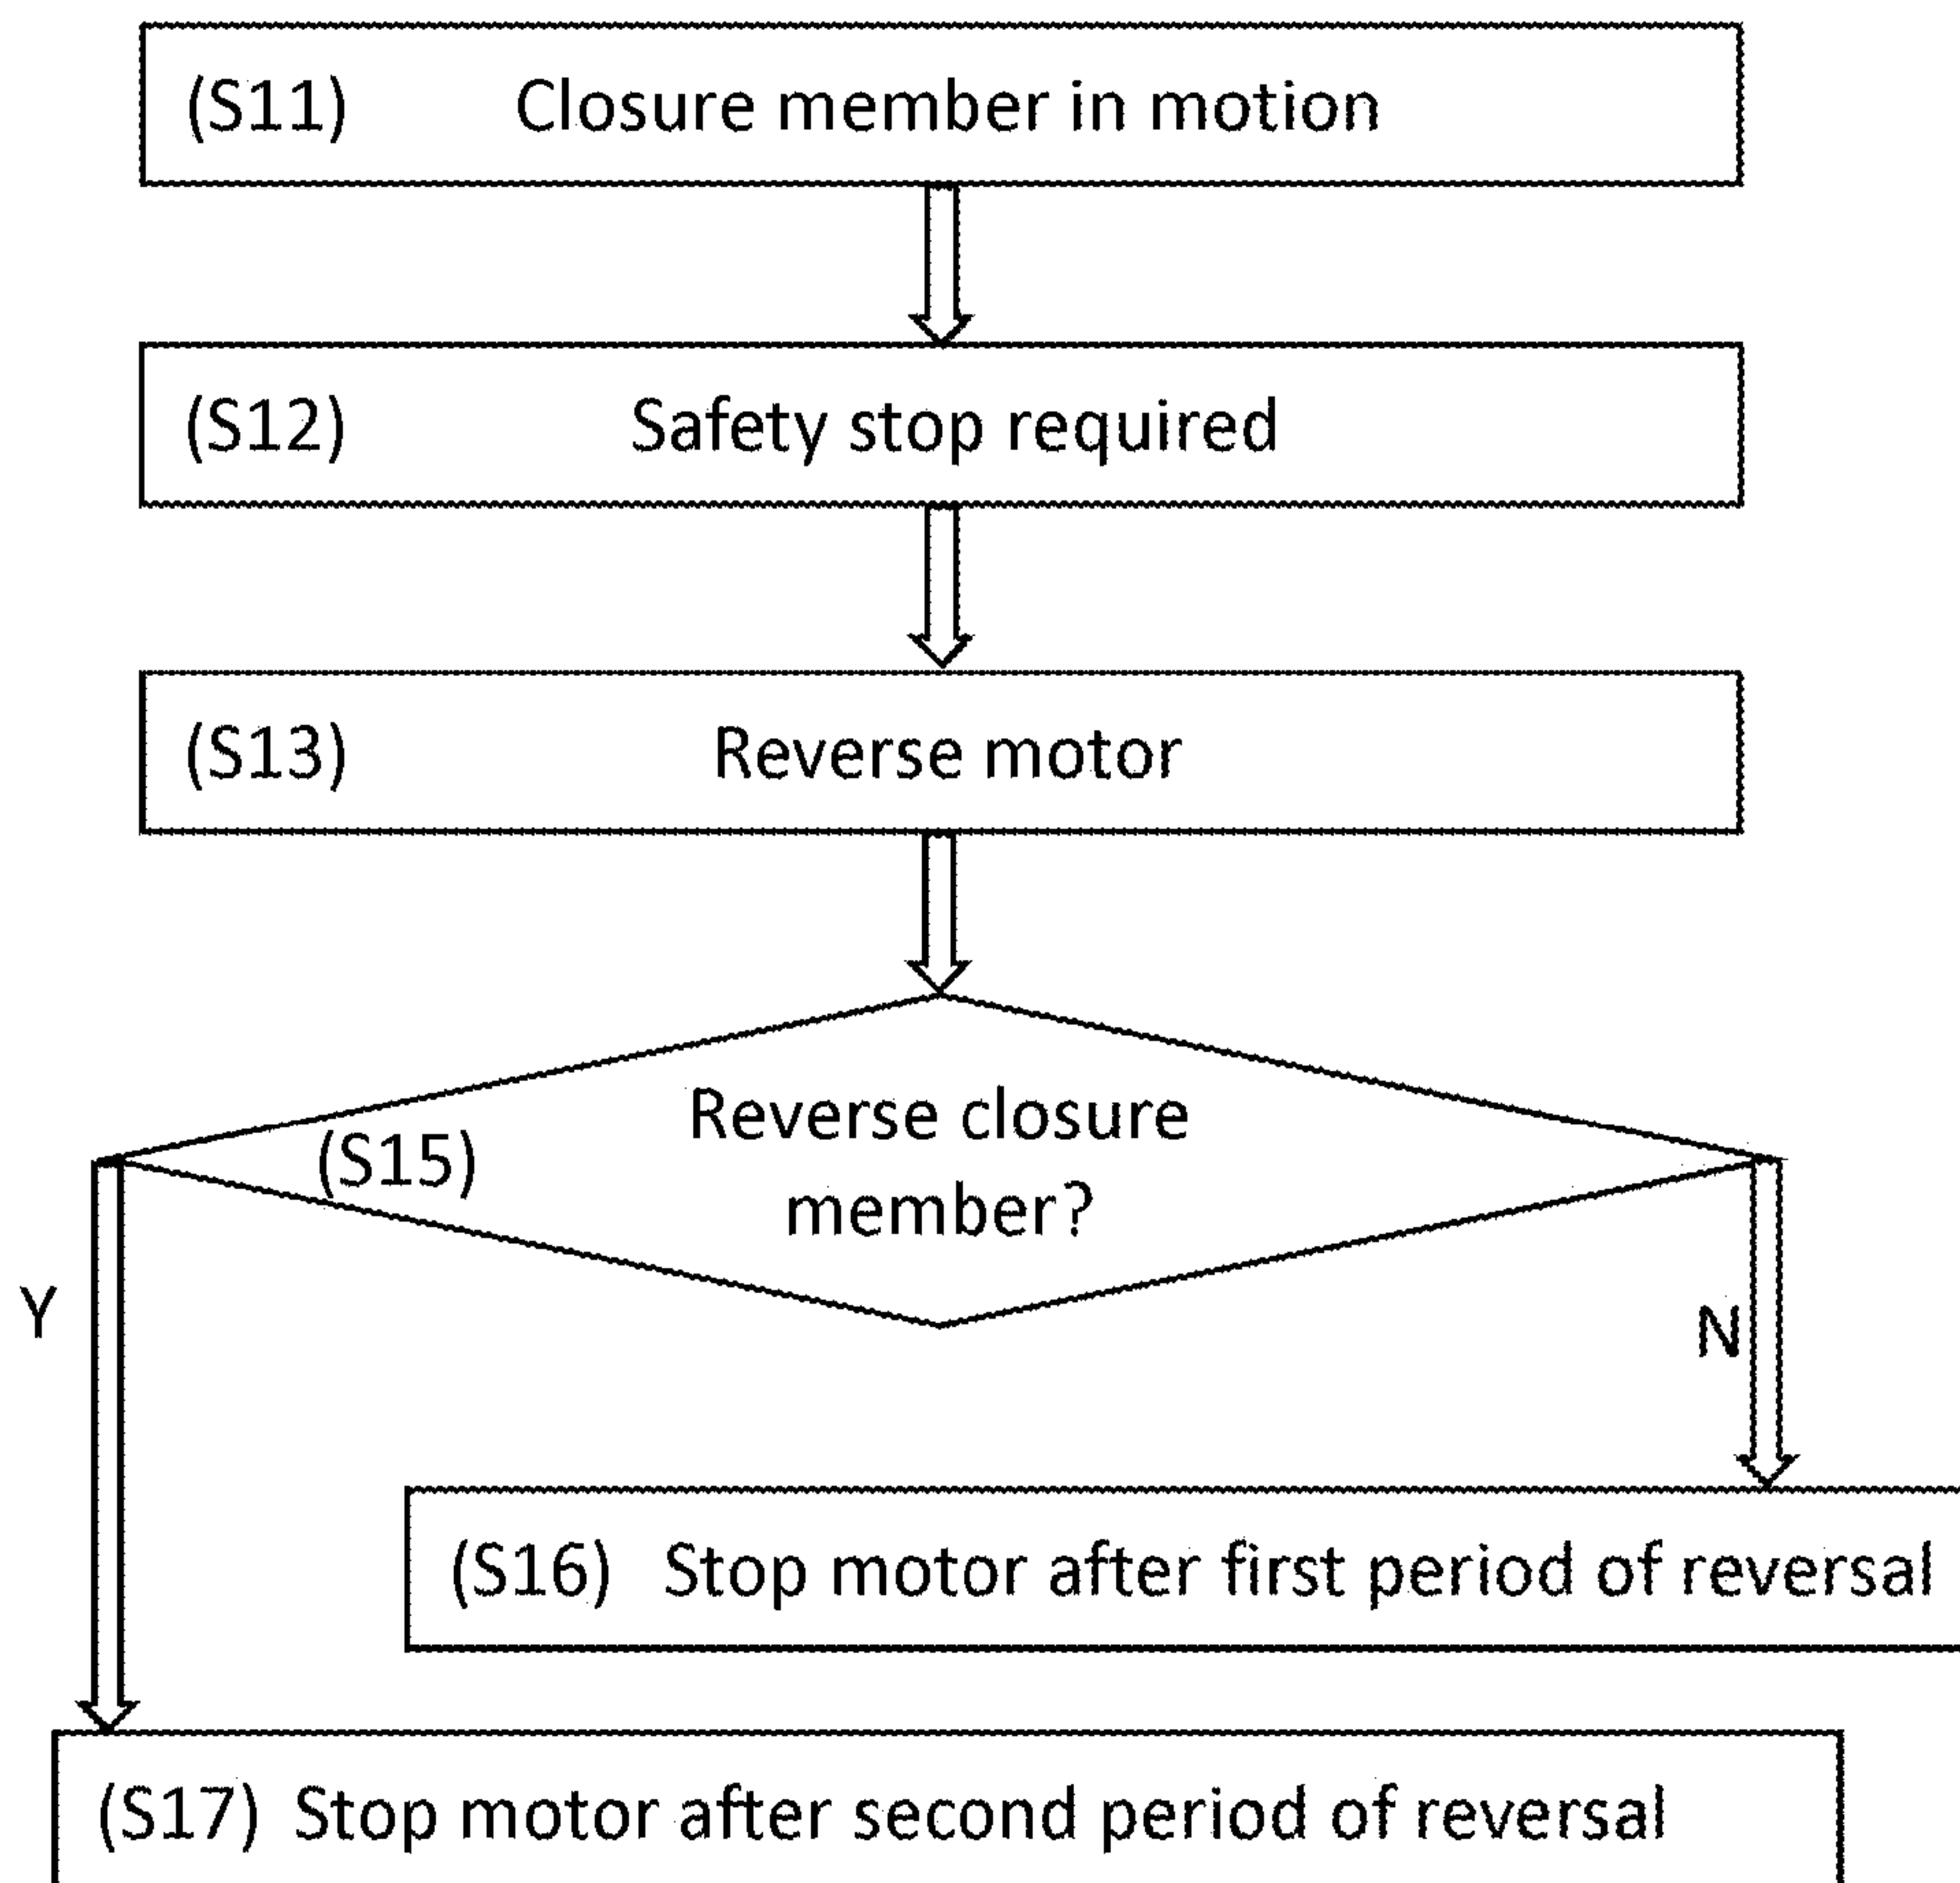 (S11) Closure member in motion
(S12) Safety stop required
(S13) Reverse motor
Reverse closure
(S15)
member?
Y
N
(S16) Stop motor after first period of reversal
(S17) Stop motor after second period of reversal